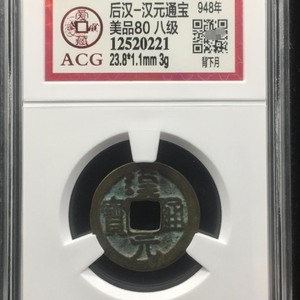 后汉-汉元通宝 948年
美品80 八级
12520221
23.8*1.1mm 3g
ACG
背下月
漢
寶 通
元